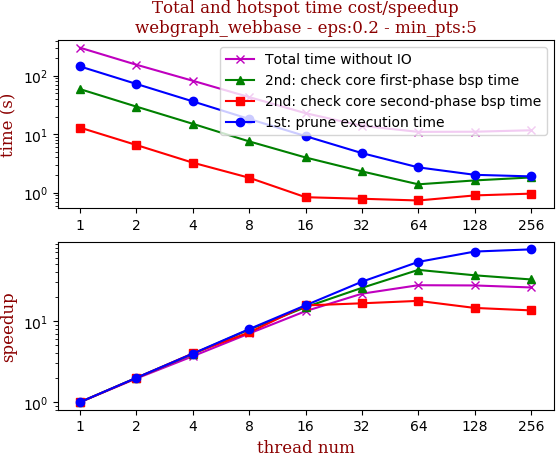 Total and hotspot time cost/speedup
webgraph_webbase - eps:0.2 - min_pts:5
time (s)
10²
10¹
10⁰
Total time without IO
2nd: check core first-phase bsp time
2nd: check core second-phase bsp time
1st: prune execution time
1 2 4 8 16 32 64 128 256
speedup
10¹
10⁰
1 2 4 8 16 32 64 128 256
thread num